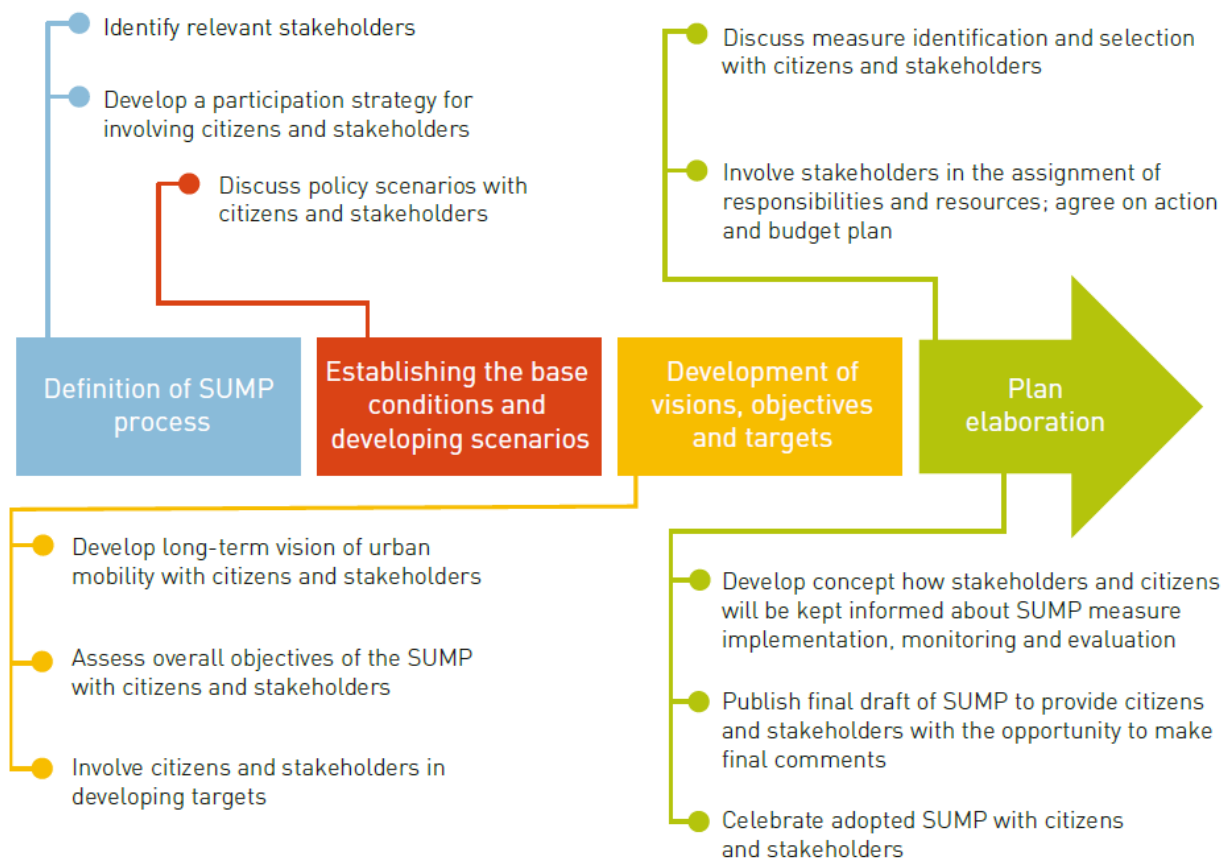 Identify relevant stakeholders
Develop a participation strategy for
involving citizens and stakeholders
Discuss policy scenarios with
citizens and stakeholders
Discuss measure identification and selection
with citizens and stakeholders
Involve stakeholders in the assignment of
responsibilities and resources; agree on action
and budget plan
Definition of SUMP
process
Establishing the base
conditions and
developing scenarios
Development of
visions, objectives
and targets
Plan
elaboration
Develop long-term vision of urban
mobility with citizens and stakeholders
Assess overall objectives of the SUMP
with citizens and stakeholders
Involve citizens and stakeholders in
developing targets
Develop concept how stakeholders and citizens
will be kept informed about SUMP measure
implementation, monitoring and evaluation
Publish final draft of SUMP to provide citizens
and stakeholders with the opportunity to make
final comments
Celebrate adopted SUMP with citizens
and stakeholders